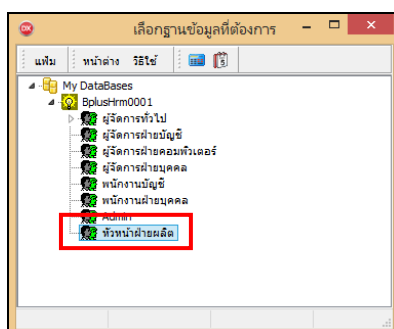 เลือกฐานข้อมูลที่ต้องการ
แฟ้ม หน้าต่าง วิธีใช้
My DataBases
BplusHrm0001
ผู้จัดการทั่วไป
ผู้จัดการฝ่ายบัญชี
ผู้จัดการฝ่ายคอมพิวเตอร์
ผู้จัดการฝ่ายบุคคล
พนักงานบัญชี
พนักงานฝ่ายบุคคล
Admin
หัวหน้าฝ่ายผลิต